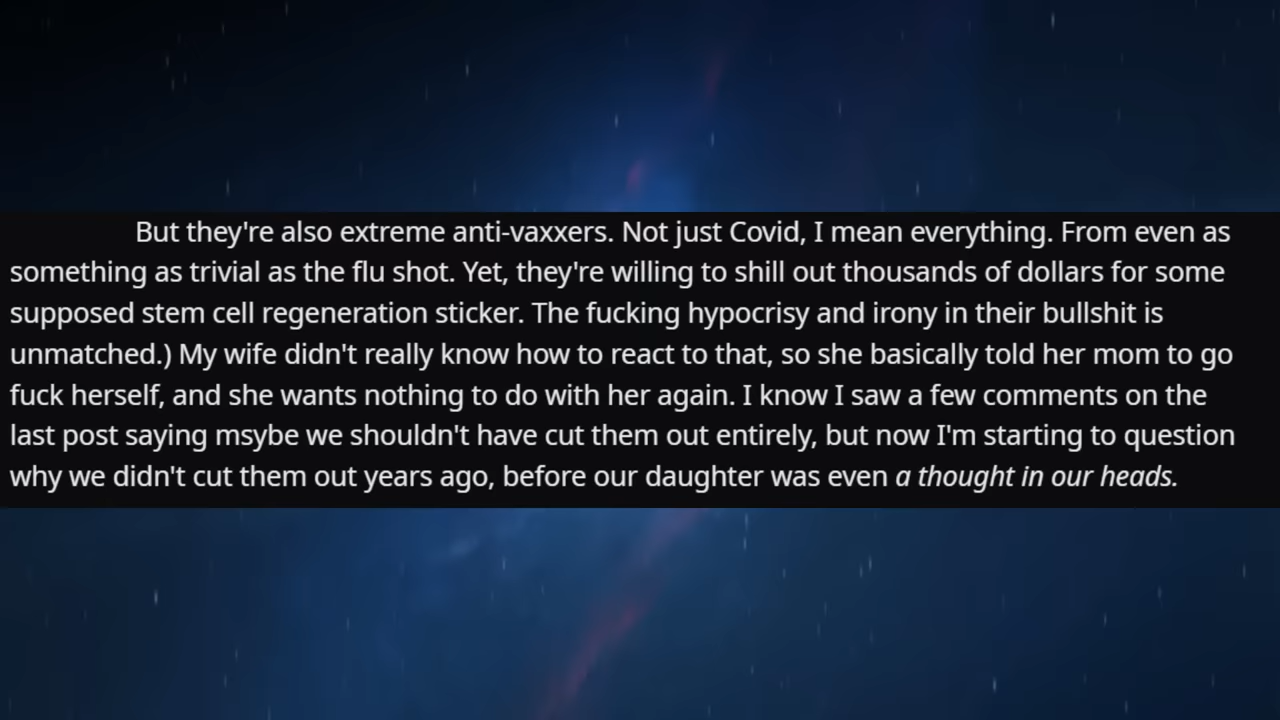 But they're also extreme anti-vaxxers. Not just Covid, I mean everything. From even as
something as trivial as the flu shot. Yet, they're willing to shill out thousands of dollars for some
supposed stem cell regeneration sticker. The fucking hypocrisy and irony in their bullshit is
unmatched.) My wife didn't really know how to react to that, so she basically told her mom to go
fuck herself, and she wants nothing to do with her again. I know I saw a few comments on the
last post saying msybe we shouldn't have cut them out entirely, but now I'm starting to question
why we didn't cut them out years ago, before our daughter was even a thought in our heads.